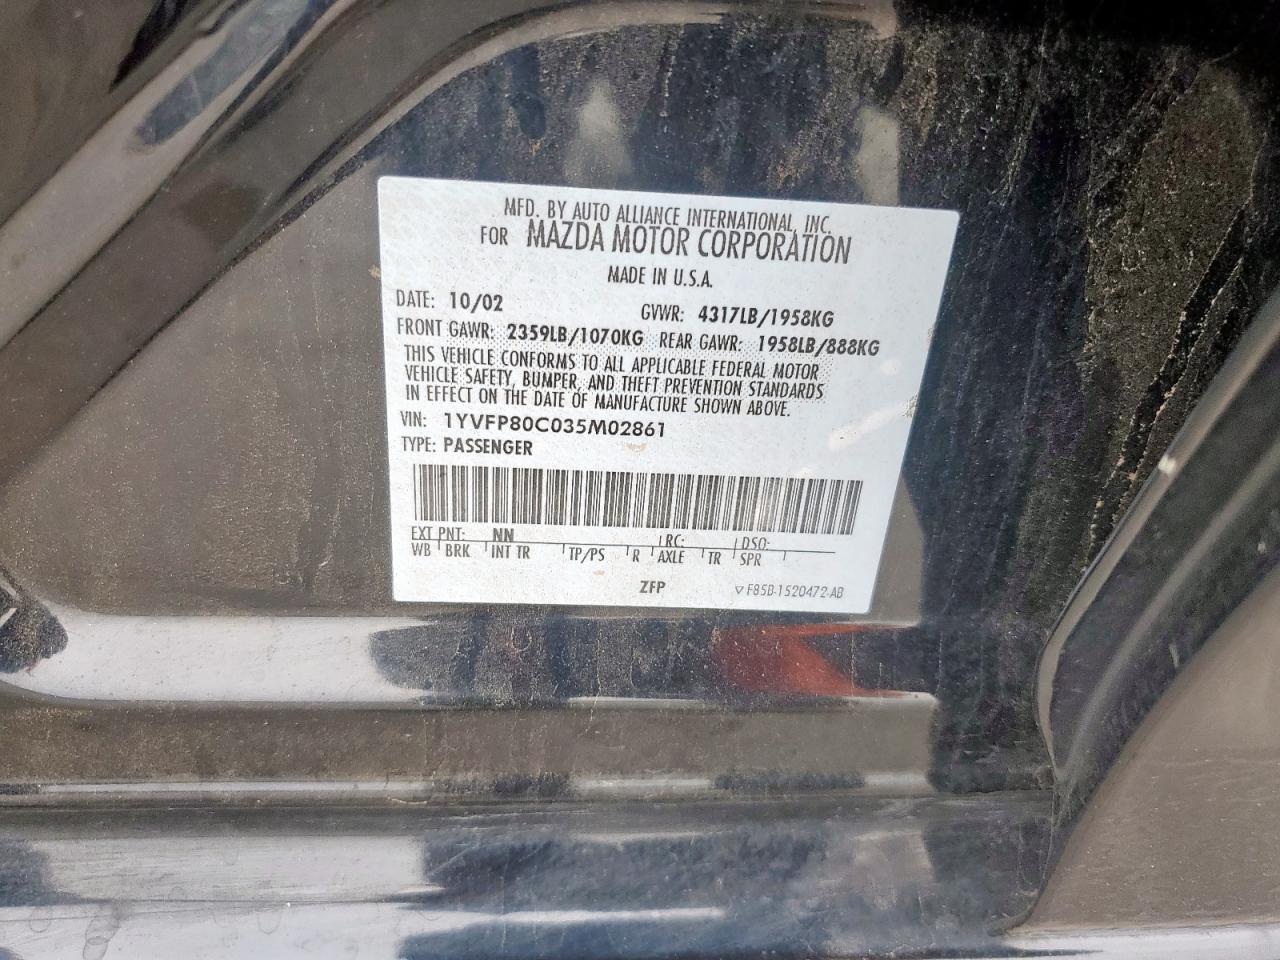 MFD. BY AUTO ALLIANCE INTERNATIONAL, INC.
FOR MAZDA MOTOR CORPORATION
MADE IN U.S.A.
DATE: 10/02 GVWR: 4317LB/1958KG
FRONT GAWR: 2359LB/1070KG REAR GAWR: 1958LB/888KG
THIS VEHICLE CONFORMS TO ALL APPLICABLE FEDERAL MOTOR
VEHICLE SAFETY, BUMPER, AND THEFT PREVENTION STANDARDS
IN EFFECT ON THE DATE OF MANUFACTURE SHOWN ABOVE.
VIN: 1YVFP80C035M02861
TYPE: PASSENGER
EXT PNT: NN RC: DSO:
WB BRK INT TR TP/PS R AXLE TR SPR
ZFP F85B-1520472-AB